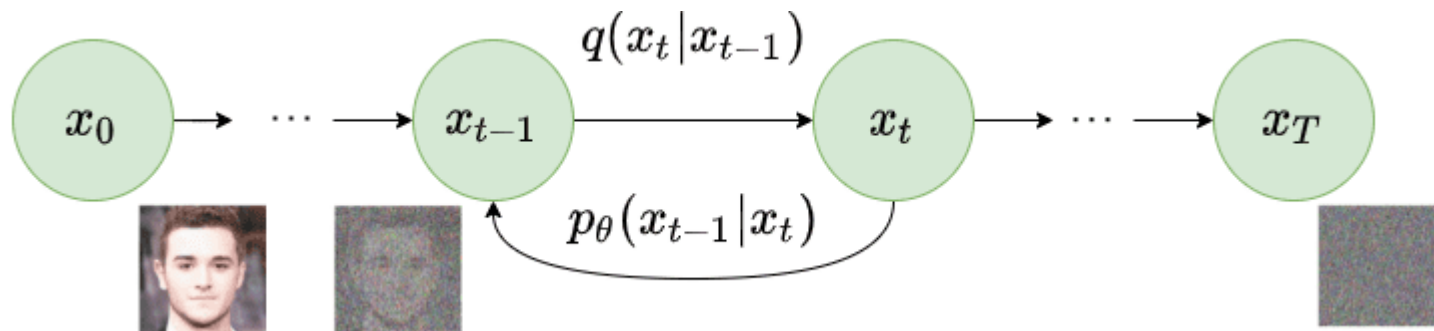 q(x_t|x_{t-1})
x_0 ⋯ x_{t-1} x_t ⋯ x_T
p_θ(x_{t-1}|x_t)